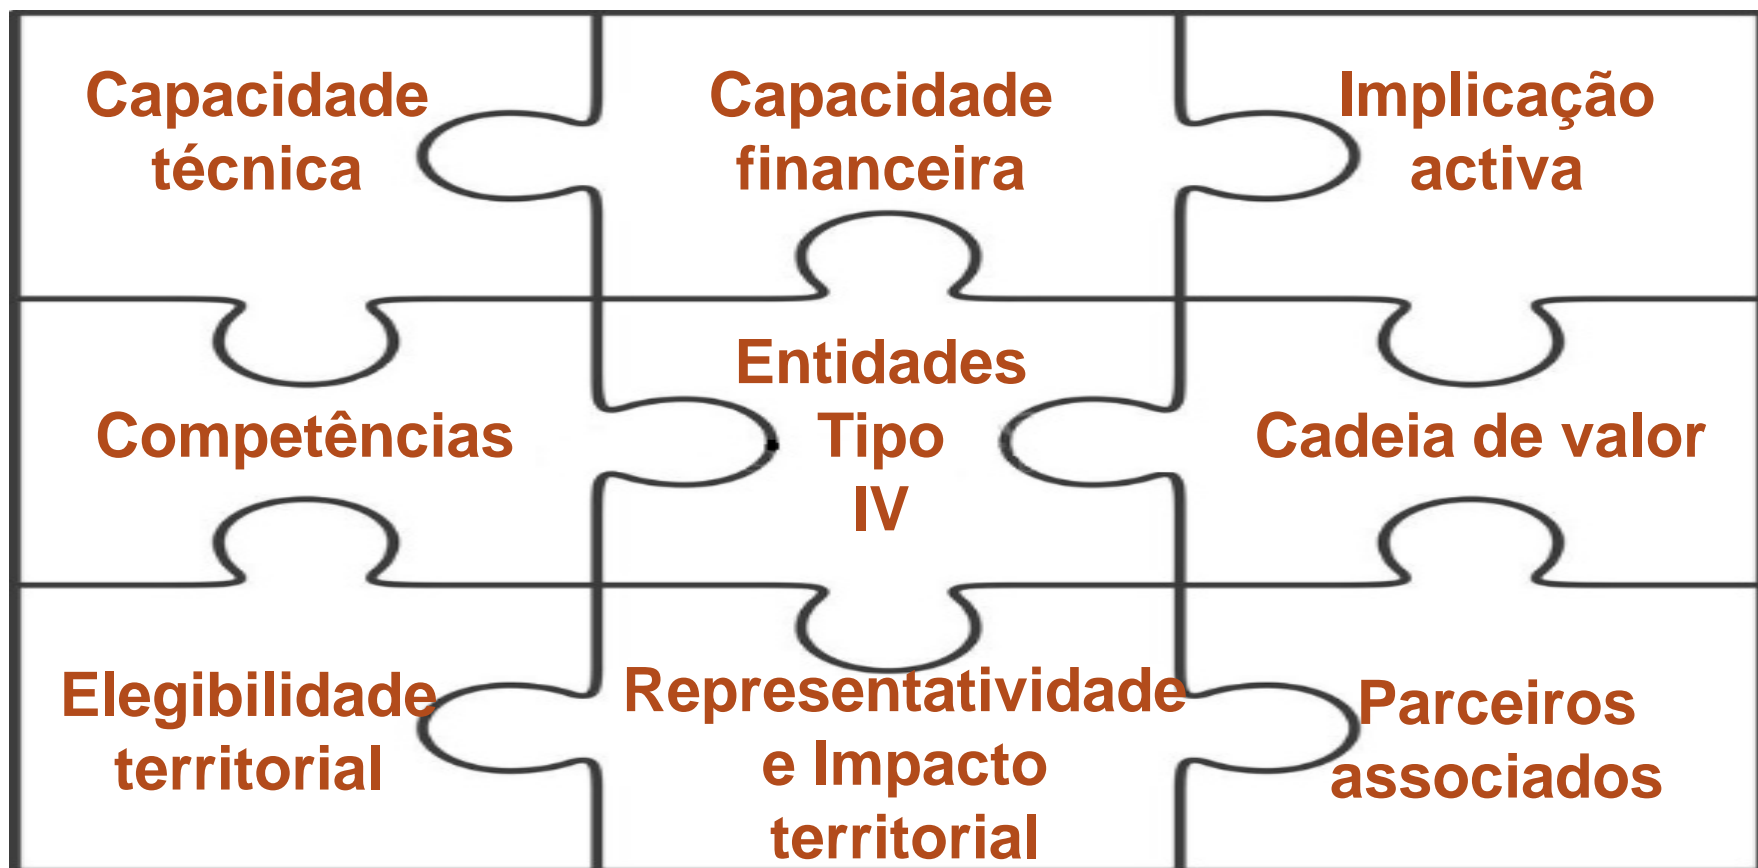 Capacidade
técnica
Capacidade
financeira
Implicação
activa
Competências
Entidades
Tipo
IV
Cadeia de valor
Elegibilidade
territorial
Representatividade
e Impacto
territorial
Parceiros
associados